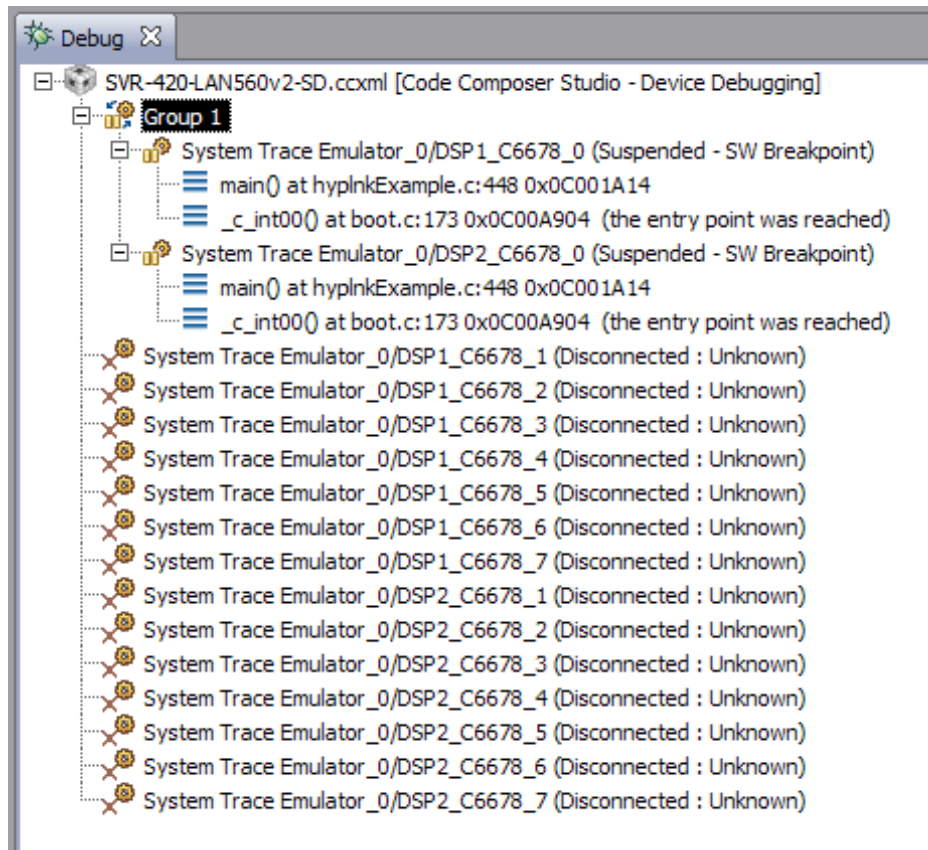 Debug
SVR-420-LAN560v2-SD.ccxml [Code Composer Studio - Device Debugging]
Group 1
System Trace Emulator_0/DSP1_C6678_0 (Suspended - SW Breakpoint)
main() at hyplnkExample.c:448 0x0C001A14
_c_int00() at boot.c:173 0x0C00A904 (the entry point was reached)
System Trace Emulator_0/DSP2_C6678_0 (Suspended - SW Breakpoint)
main() at hyplnkExample.c:448 0x0C001A14
_c_int00() at boot.c:173 0x0C00A904 (the entry point was reached)
System Trace Emulator_0/DSP1_C6678_1 (Disconnected : Unknown)
System Trace Emulator_0/DSP1_C6678_2 (Disconnected : Unknown)
System Trace Emulator_0/DSP1_C6678_3 (Disconnected : Unknown)
System Trace Emulator_0/DSP1_C6678_4 (Disconnected : Unknown)
System Trace Emulator_0/DSP1_C6678_5 (Disconnected : Unknown)
System Trace Emulator_0/DSP1_C6678_6 (Disconnected : Unknown)
System Trace Emulator_0/DSP1_C6678_7 (Disconnected : Unknown)
System Trace Emulator_0/DSP2_C6678_1 (Disconnected : Unknown)
System Trace Emulator_0/DSP2_C6678_2 (Disconnected : Unknown)
System Trace Emulator_0/DSP2_C6678_3 (Disconnected : Unknown)
System Trace Emulator_0/DSP2_C6678_4 (Disconnected : Unknown)
System Trace Emulator_0/DSP2_C6678_5 (Disconnected : Unknown)
System Trace Emulator_0/DSP2_C6678_6 (Disconnected : Unknown)
System Trace Emulator_0/DSP2_C6678_7 (Disconnected : Unknown)